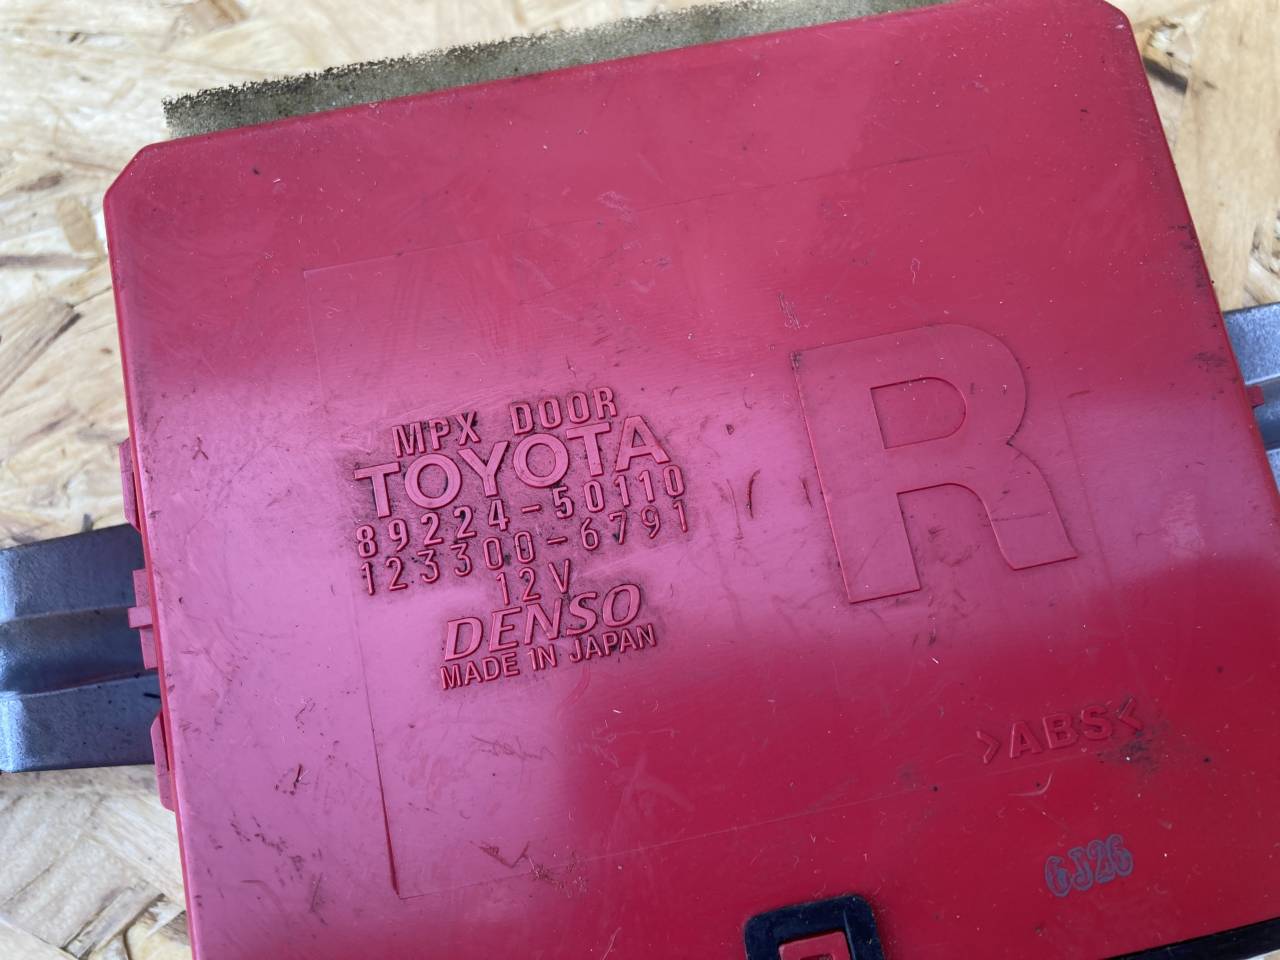 MPX DOOR
TOYOTA
89224-50110
123300-6791
12V
DENSO
MADE IN JAPAN
R
>ABS<
6J26